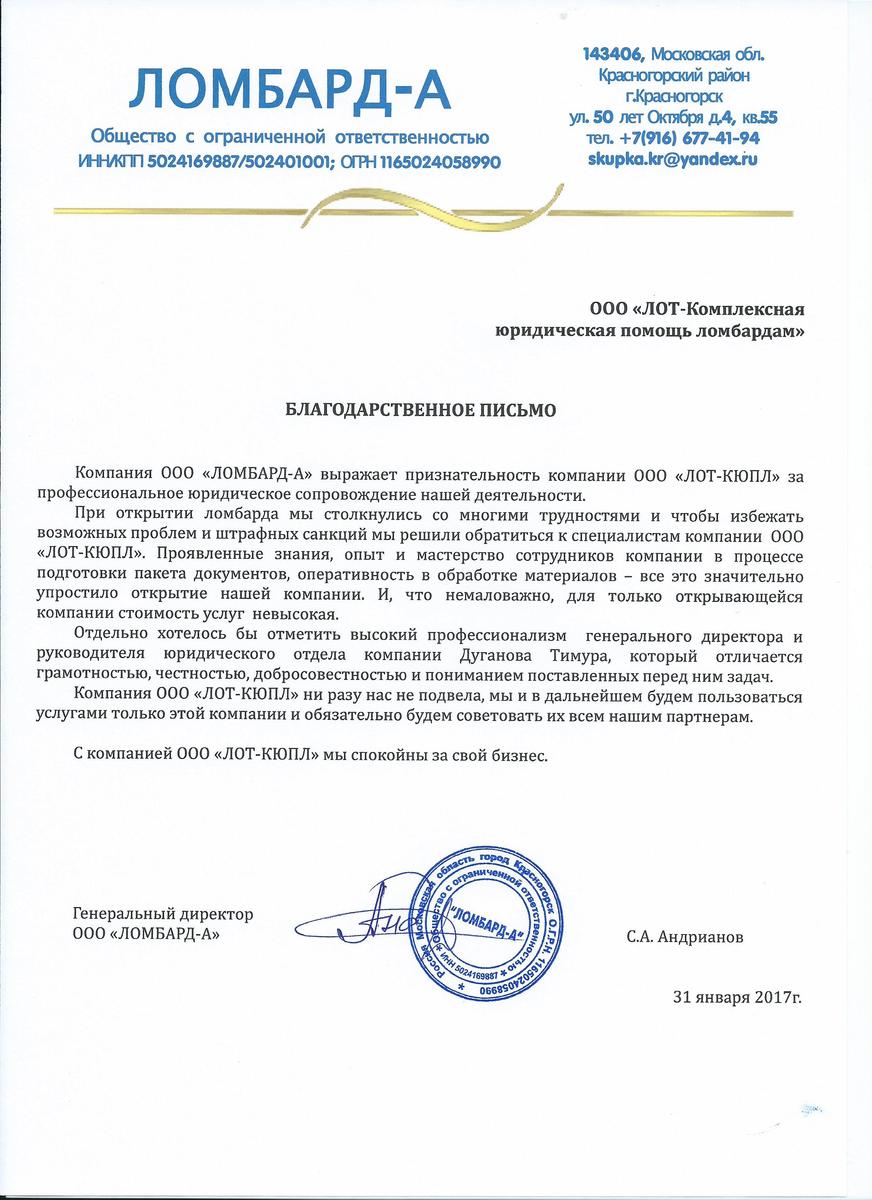 ЛОМБАРД-А
Общество с ограниченной ответственностью
ИНН/КПП 5024169887/502401001; ОГРН 1165024058990
143406, Московская обл.
Красногорский район
г.Красногорск
ул. 50 лет Октября д.4, кв.55
тел. +7(916) 677-41-94
skupka.kr@yandex.ru
ООО «ЛОТ-Комплексная
юридическая помощь ломбардам»
БЛАГОДАРСТВЕННОЕ ПИСЬМО
Компания ООО «ЛОМБАРД-А» выражает признательность компании ООО «ЛОТ-КЮПЛ» за
профессиональное юридическое сопровождение нашей деятельности.
При открытии ломбарда мы столкнулись со многими трудностями и чтобы избежать
возможных проблем и штрафных санкций мы решили обратиться к специалистам компании ООО
«ЛОТ-КЮПЛ». Проявленные знания, опыт и мастерство сотрудников компании в процессе
подготовки пакета документов, оперативность в обработке материалов – все это значительно
упростило открытие нашей компании. И, что немаловажно, для только открывающейся
компании стоимость услуг невысокая.
Отдельно хотелось бы отметить высокий профессионализм генерального директора и
руководителя юридического отдела компании Дуганова Тимура, который отличается
грамотностью, честностью, добросовестностью и пониманием поставленных перед ним задач.
Компания ООО «ЛОТ-КЮПЛ» ни разу нас не подвела, мы и в дальнейшем будем пользоваться
услугами только этой компании и обязательно будем советовать их всем нашим партнерам.
С компанией ООО «ЛОТ-КЮПЛ» мы спокойны за свой бизнес.
Генеральный директор
ООО «ЛОМБАРД-А»
Россия Московская область город Красногорск О.Г.Р.Н. 1165024058990
Общество с ограниченной ответственностью
ИНН 5024169887
"ЛОМБАРД-А"
С.А. Андрианов
31 января 2017г.